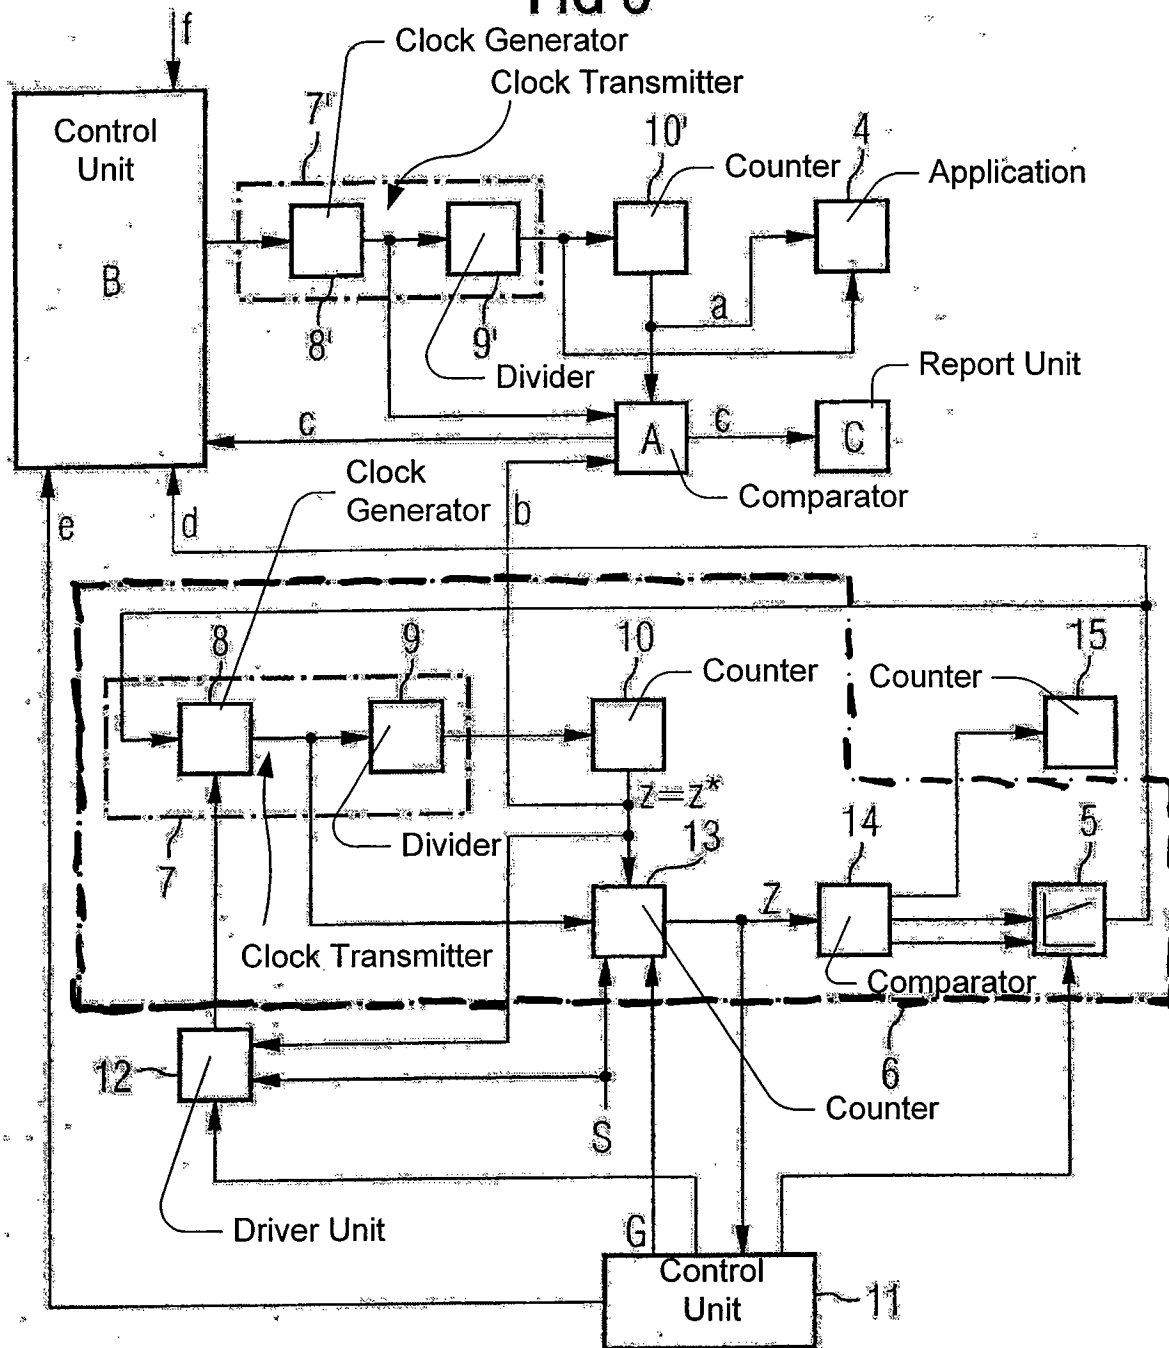 f
Clock Generator
Clock Transmitter
Control
Unit
B
7'
10'
4
Counter
Application
8'
9'
Divider
a
Report Unit
c
A
c
C
Comparator
Clock
Generator
b
e
d
8
9
10
15
Counter
Counter
z=z*
7
Divider
13
14
5
Z
Clock Transmitter
Comparator
12
6
Counter
S
Driver Unit
G
Control
Unit
11